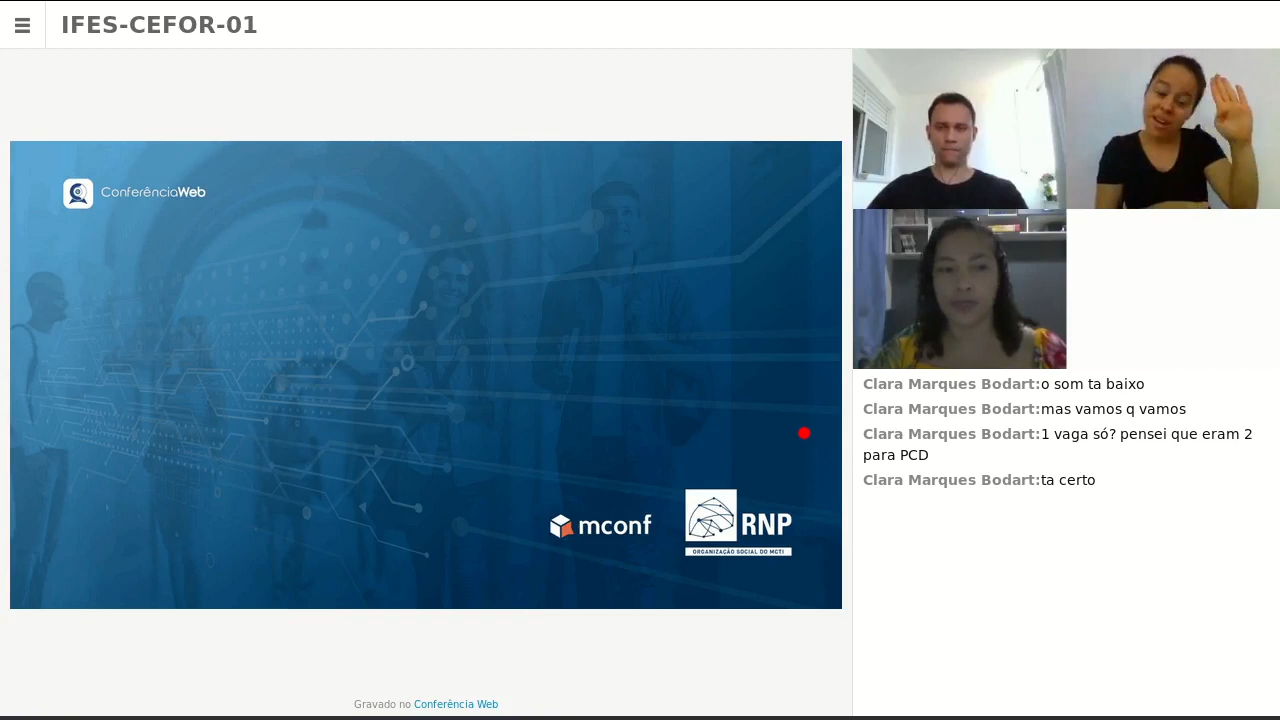 IFES-CEFOR-01
ConferênciaWeb
mconf
RNP
ORGANIZAÇÃO SOCIAL DO MCTI
Gravado no Conferência Web
Clara Marques Bodart:o som ta baixo
Clara Marques Bodart:mas vamos q vamos
Clara Marques Bodart:1 vaga só? pensei que eram 2
para PCD
Clara Marques Bodart:ta certo